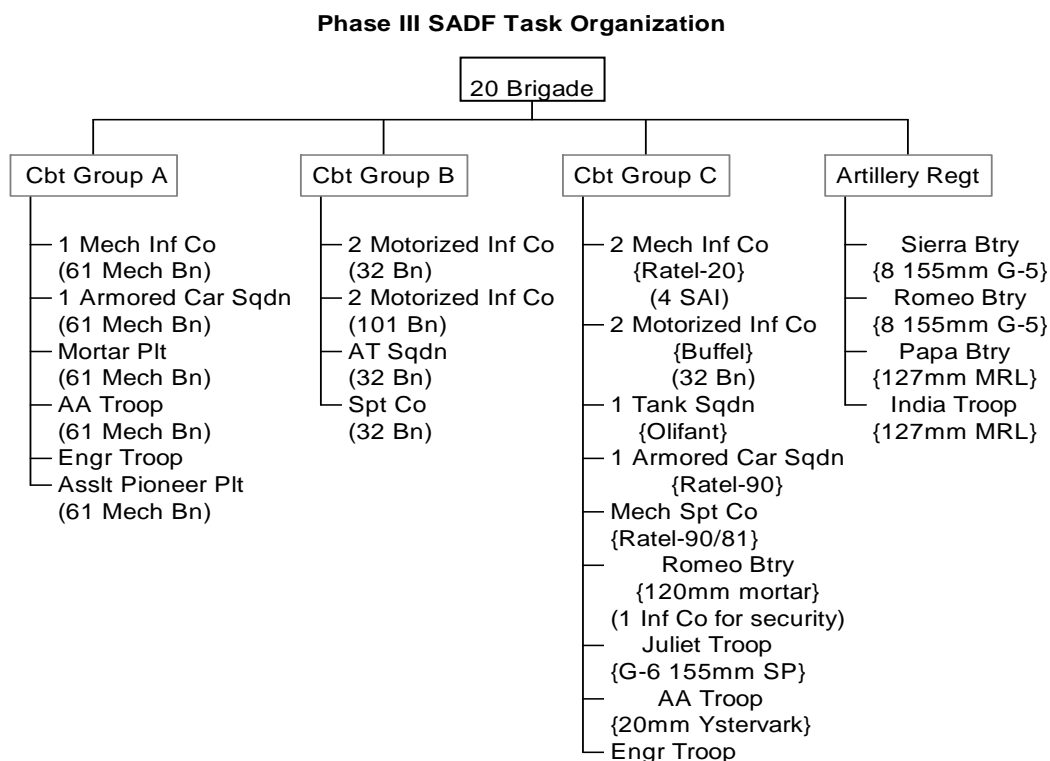 Phase III SADF Task Organization
20 Brigade
Cbt Group A
1 Mech Inf Co
(61 Mech Bn)
1 Armored Car Sqdn
(61 Mech Bn)
Mortar Plt
(61 Mech Bn)
AA Troop
(61 Mech Bn)
Engr Troop
Asslt Pioneer Plt
(61 Mech Bn)
Cbt Group B
2 Motorized Inf Co
(32 Bn)
2 Motorized Inf Co
(101 Bn)
AT Sqdn
(32 Bn)
Spt Co
(32 Bn)
Cbt Group C
2 Mech Inf Co
{Ratel-20}
(4 SAI)
2 Motorized Inf Co
{Buffel}
(32 Bn)
1 Tank Sqdn
{Olifant}
1 Armored Car Sqdn
{Ratel-90}
Mech Spt Co
{Ratel-90/81}
Romeo Btry
{120mm mortar}
(1 Inf Co for security)
Juliet Troop
{G-6 155mm SP}
AA Troop
{20mm Ystervark}
Engr Troop
Artillery Regt
Sierra Btry
{8 155mm G-5}
Romeo Btry
{8 155mm G-5}
Papa Btry
{127mm MRL}
India Troop
{127mm MRL}